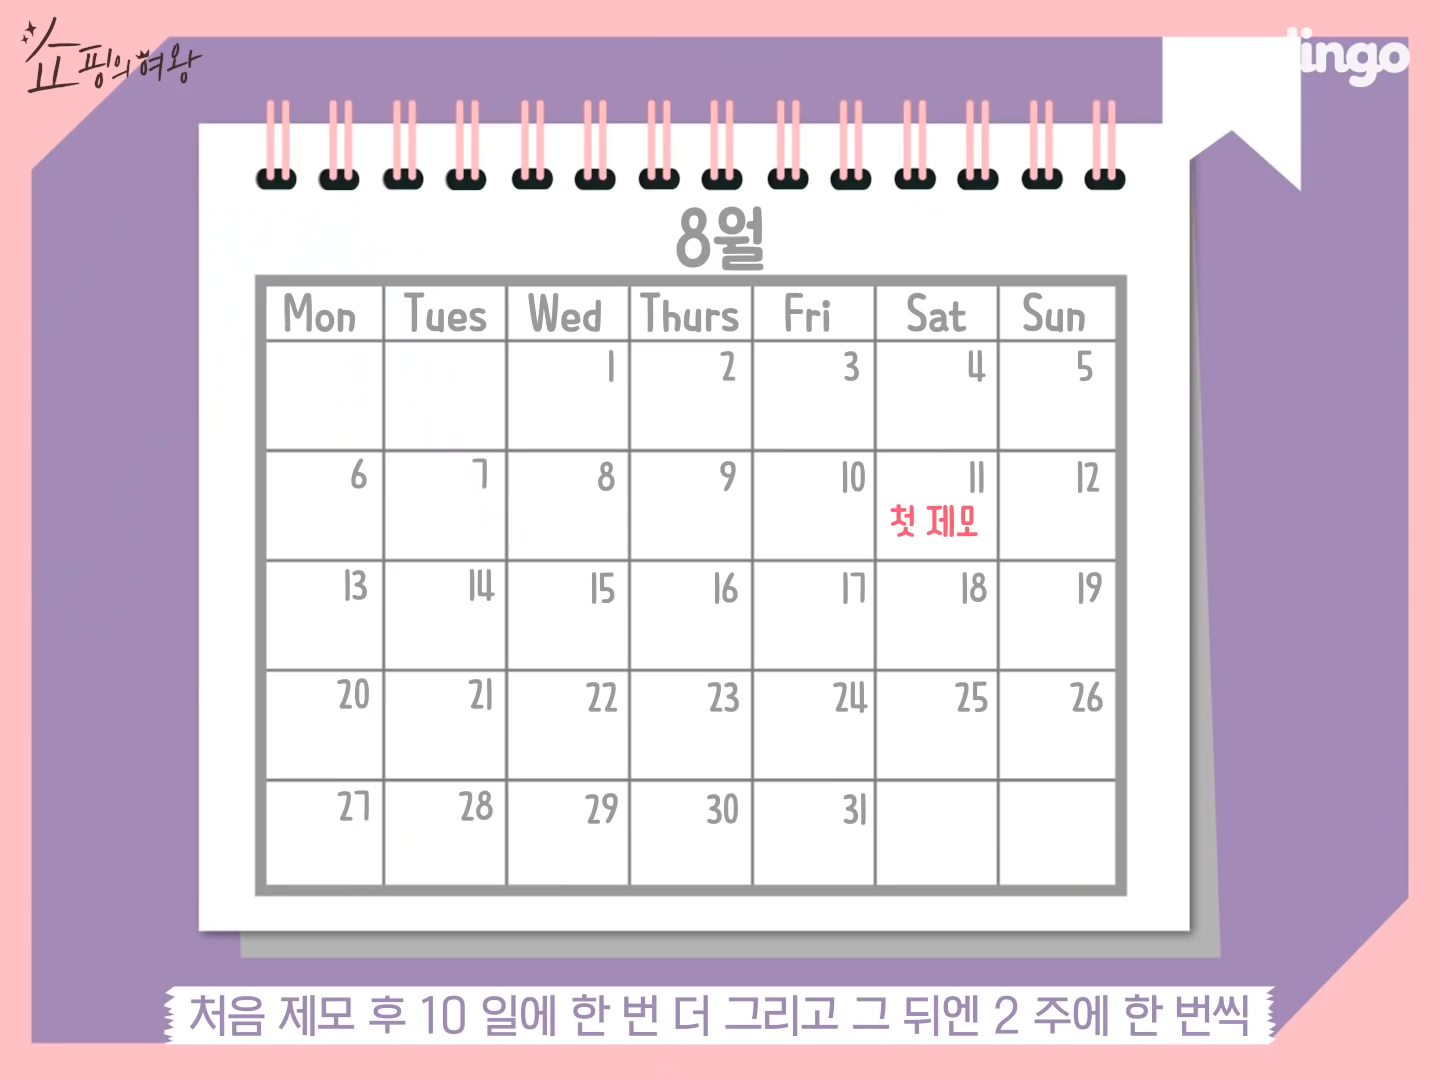 쇼핑의 여왕
lingo
8월
Mon Tues Wed Thurs Fri Sat Sun
1 2 3 4 5
6 7 8 9 10 11 12
첫 제모
13 14 15 16 17 18 19
20 21 22 23 24 25 26
27 28 29 30 31
처음 제모 후 10 일에 한 번 더 그리고 그 뒤엔 2 주에 한 번씩